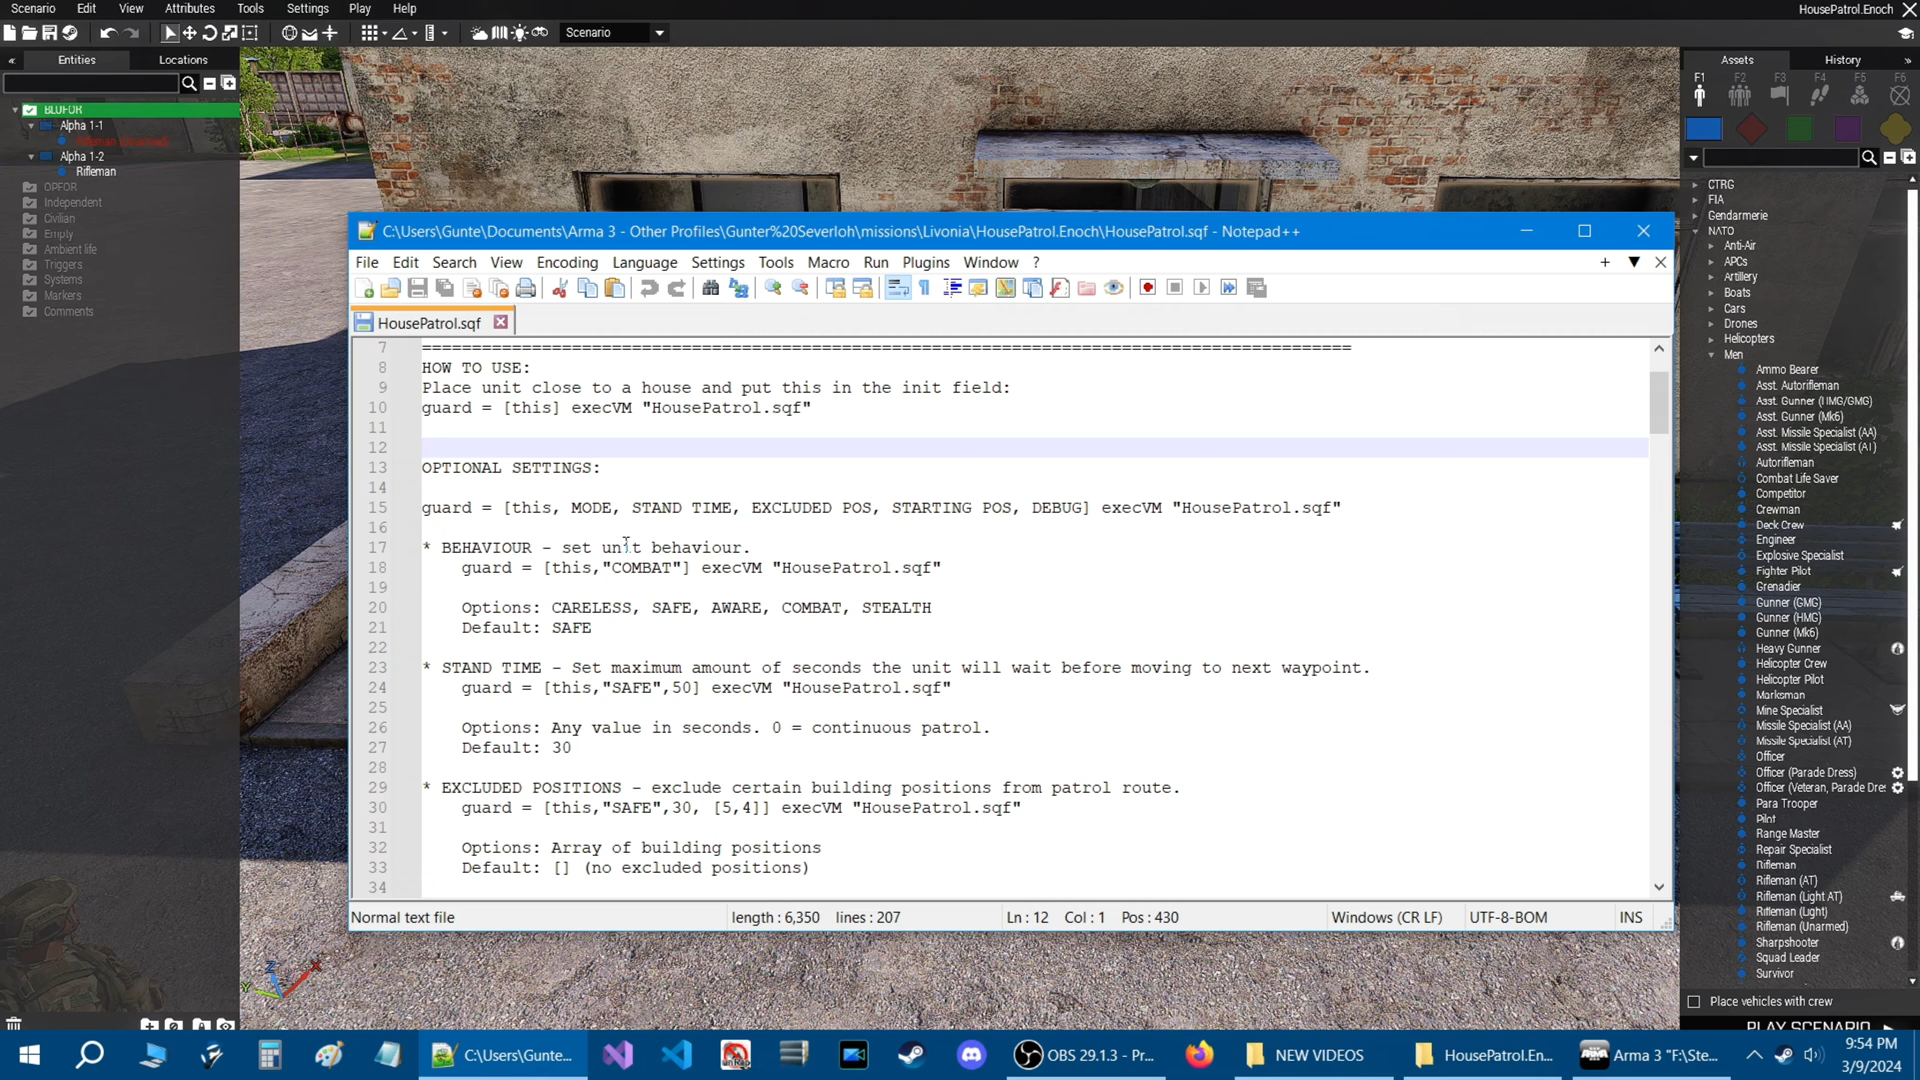 Scenario Edit Attributes Tools Settings Play Help
HousePatrol.Enoch
Scenario
Entities Locations
Assets History
F1 F2 F3 F4 F5 F6
BLUFOR
Alpha 1-1
Rifleman (Unarmed)
Alpha 1-2
Rifleman
OPFOR
Independent
Civilian
Empty
Ambient life
Triggers
Systems
Markers
Comments
C:\Users\Gunte\Documents\Arma 3 - Other Profiles\Gunter%20Severloh\missions\Livonia\HousePatrol.Enoch\HousePatrol.sqf - Notepad++
File Edit Search View Encoding Language Settings Tools Macro Run Plugins Window ?
HousePatrol.sqf
7 =============================================================================================
8 HOW TO USE:
9 Place unit close to a house and put this in the init field:
10 guard = [this] execVM "HousePatrol.sqf"
11
12
13 OPTIONAL SETTINGS:
14
15 guard = [this, MODE, STAND TIME, EXCLUDED POS, STARTING POS, DEBUG] execVM "HousePatrol.sqf"
16
17 * BEHAVIOUR - set unit behaviour.
18 guard = [this,"COMBAT"] execVM "HousePatrol.sqf"
19
20 Options: CARELESS, SAFE, AWARE, COMBAT, STEALTH
21 Default: SAFE
22
23 * STAND TIME - Set maximum amount of seconds the unit will wait before moving to next waypoint.
24 guard = [this,"SAFE",50] execVM "HousePatrol.sqf"
25
26 Options: Any value in seconds. 0 = continuous patrol.
27 Default: 30
28
29 * EXCLUDED POSITIONS - exclude certain building positions from patrol route.
30 guard = [this,"SAFE",30, [5,4]] execVM "HousePatrol.sqf"
31
32 Options: Array of building positions
33 Default: [] (no excluded positions)
34
Normal text file length : 6,350 lines : 207 Ln : 12 Col : 1 Pos : 430 Windows (CR LF) UTF-8-BOM INS
CTRG
FIA
Gendarmerie
NATO
Anti-Air
APCs
Artillery
Boats
Cars
Drones
Helicopters
Men
Ammo Bearer
Asst. Autorifleman
Asst. Gunner (HMG/GMG)
Asst. Gunner (Mk6)
Asst. Missile Specialist (AA)
Asst. Missile Specialist (AT)
Autorifleman
Combat Life Saver
Competitor
Crewman
Deck Crew
Engineer
Explosive Specialist
Fighter Pilot
Grenadier
Gunner (GMG)
Gunner (HMG)
Gunner (Mk6)
Heavy Gunner
Helicopter Crew
Helicopter Pilot
Marksman
Mine Specialist
Missile Specialist (AA)
Missile Specialist (AT)
Officer
Officer (Parade Dress)
Officer (Veteran, Parade Dres
Para Trooper
Pilot
Range Master
Repair Specialist
Rifleman
Rifleman (AT)
Rifleman (Light AT)
Rifleman (Light)
Rifleman (Unarmed)
Sharpshooter
Squad Leader
Survivor
Place vehicles with crew
PLAY SCENARIO
C:\Users\Gunte... OBS 29.1.3 - Pr... NEW VIDEOS HousePatrol.En... Arma 3 "F:\Ste...
9:54 PM
3/9/2024